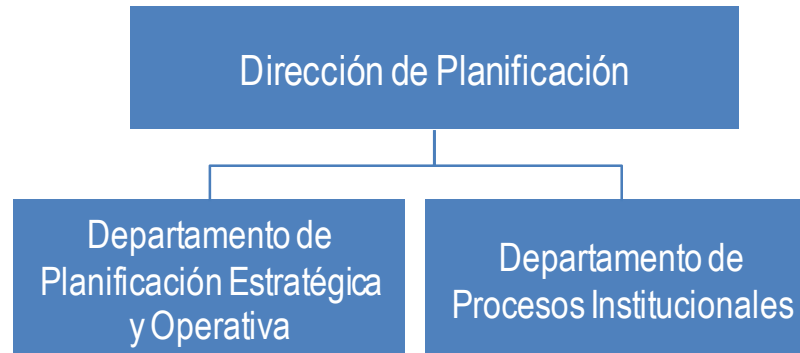 Dirección de Planificación
Departamento de
Planificación Estratégica
y Operativa
Departamento de
Procesos Institucionales